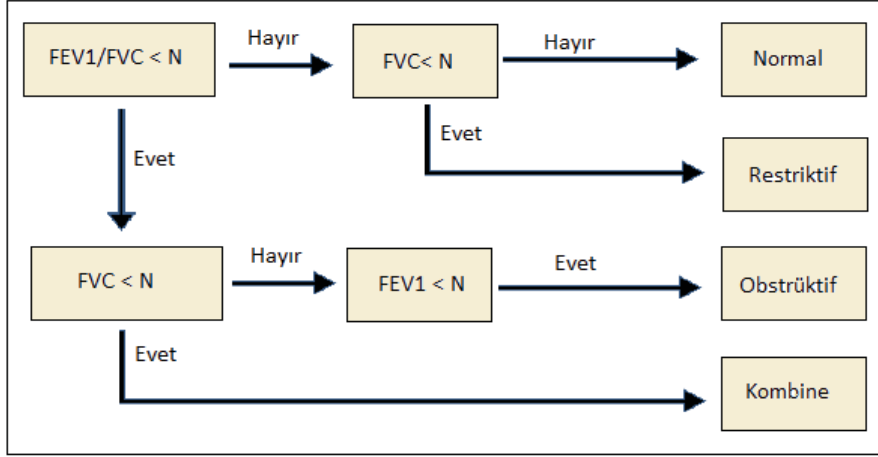 FEV1/FVC < N
Hayır
FVC< N
Hayır
Normal
Evet
Evet
Restriktif
FVC < N
Hayır
FEV1 < N
Evet
Obstrüktif
Evet
Kombine